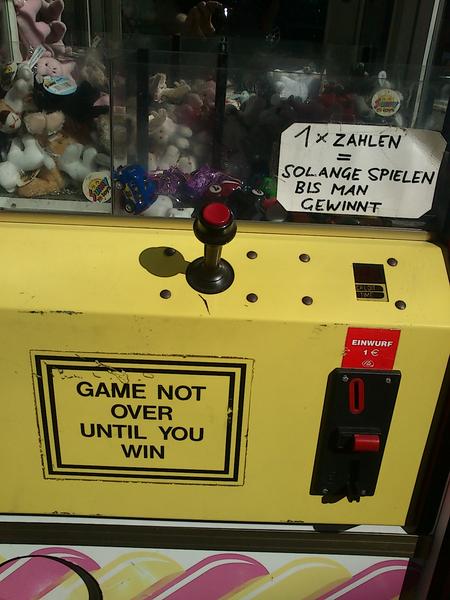 1 x ZAHLEN
=
SOLANGE SPIELEN
BIS MAN
GEWINNT
EINWURF
1 €
GAME NOT
OVER
UNTIL YOU
WIN